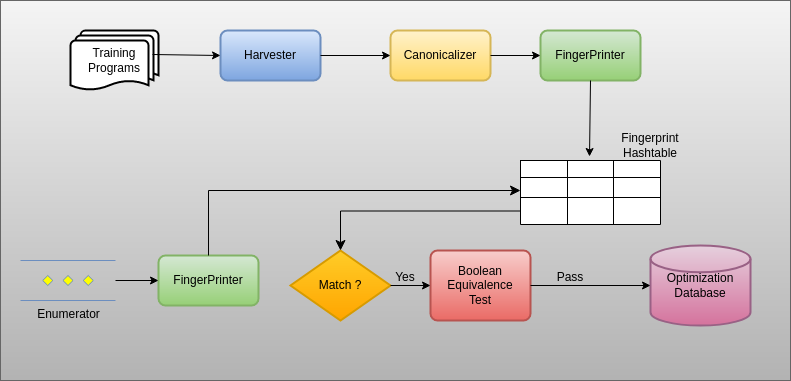 Training
Programs
Harvester
Canonicalizer
FingerPrinter
Fingerprint
Hashtable
Enumerator
FingerPrinter
Match ?
Yes
Boolean
Equivalence
Test
Pass
Optimization
Database